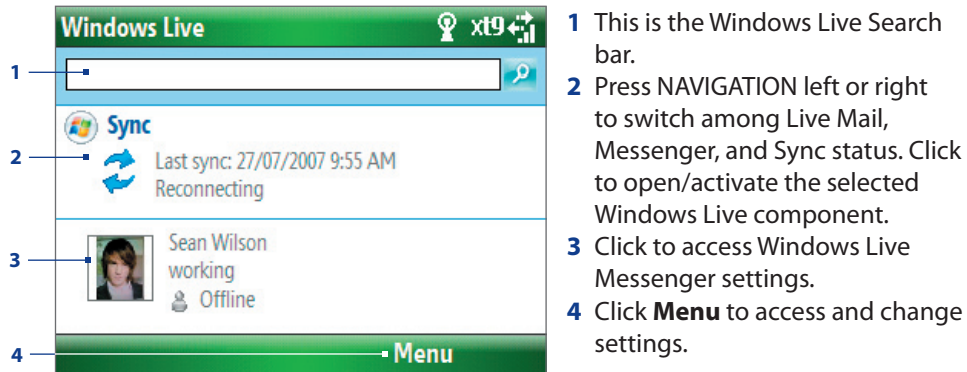 Windows Live
xt9
1
Sync
2
Last sync: 27/07/2007 9:55 AM
Reconnecting
3
Sean Wilson
working
Offline
4
Menu
1 This is the Windows Live Search
bar.
2 Press NAVIGATION left or right
to switch among Live Mail,
Messenger, and Sync status. Click
to open/activate the selected
Windows Live component.
3 Click to access Windows Live
Messenger settings.
4 Click Menu to access and change
settings.